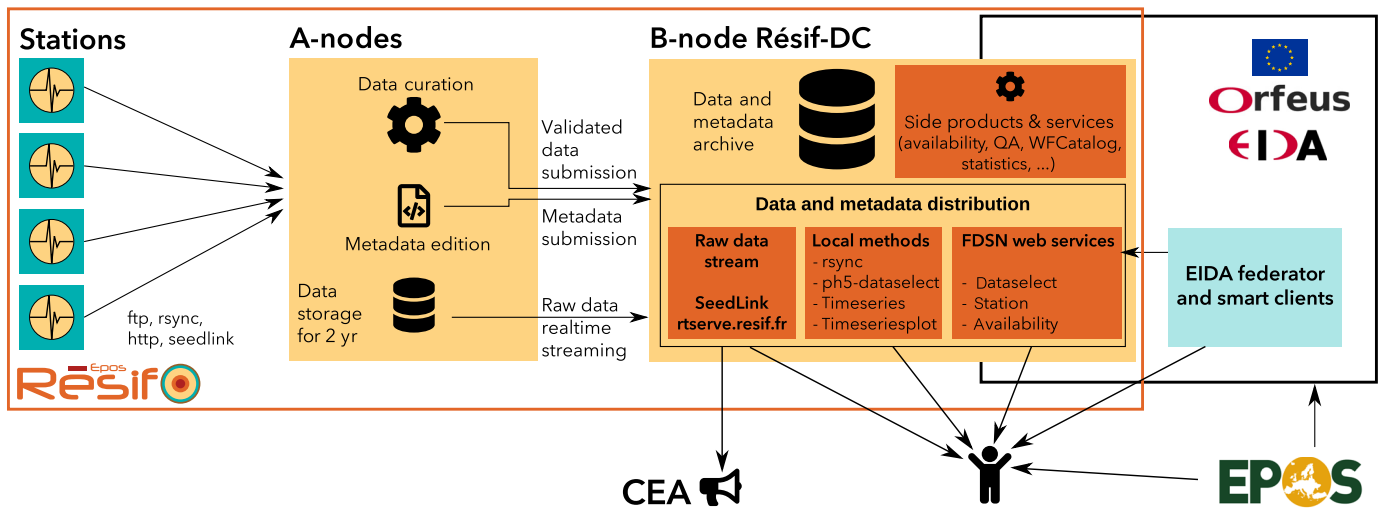 Stations
ftp, rsync,
http, seedlink
Epos
Résif
A-nodes
Data curation
Metadata edition
Data
storage
for 2 yr
Validated
data
submission
Metadata
submission
Raw data
realtime
streaming
B-node Résif-DC
Data and
metadata
archive
Side products & services
(availability, QA, WFCatalog,
statistics, ...)
Data and metadata distribution
Raw data
stream
SeedLink
rtserve.resif.fr
Local methods
- rsync
- ph5-dataselect
- Timeseries
- Timeseriesplot
FDSN web services
- Dataselect
- Station
- Availability
Orfeus
EIDA
EIDA federator
and smart clients
CEA
EPOS